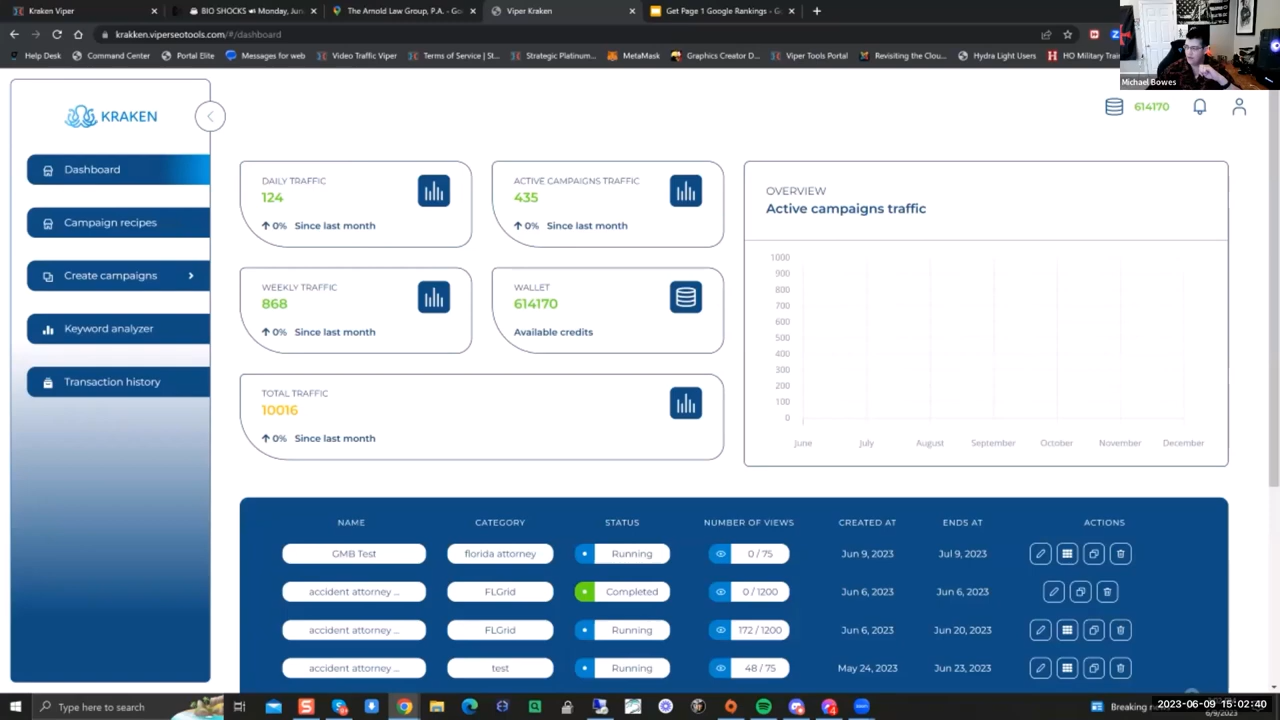 Kraken Viper
BIO SHOCKS
Monday, Jun
The Arnold Law Group, P.A. - Go
Viper Kraken
Get Page 1 Google Rankings - G
krakken.viperseotools.com/#/dashboard
Help Desk
Command Center
Portal Elite
Messages for web
Video Traffic Viper
Terms of Service | St...
Strategic Platinum...
MetaMask
Graphics Creator D...
Viper Tools Portal
Revisiting the Clou...
Hydra Light Users
HO Military Trai
Michael Bowes
KRAKEN
614170
Dashboard
Campaign recipes
Create campaigns
Keyword analyzer
Transaction history
DAILY TRAFFIC
124
0% Since last month
ACTIVE CAMPAIGNS TRAFFIC
435
0% Since last month
WEEKLY TRAFFIC
868
0% Since last month
WALLET
614170
Available credits
TOTAL TRAFFIC
10016
0% Since last month
OVERVIEW
Active campaigns traffic
1000
900
800
700
600
500
400
300
200
100
0
June July August September October November December
NAME CATEGORY STATUS NUMBER OF VIEWS CREATED AT ENDS AT ACTIONS
GMB Test florida attorney Running 0 / 75 Jun 9, 2023 Jul 9, 2023
accident attorney ... FLGrid Completed 0 / 1200 Jun 6, 2023 Jun 6, 2023
accident attorney ... FLGrid Running 172 / 1200 Jun 6, 2023 Jun 20, 2023
accident attorney ... test Running 48 / 75 May 24, 2023 Jun 23, 2023
Type here to search
Breaking
2023-06-09 15:02:40
6/9/2023